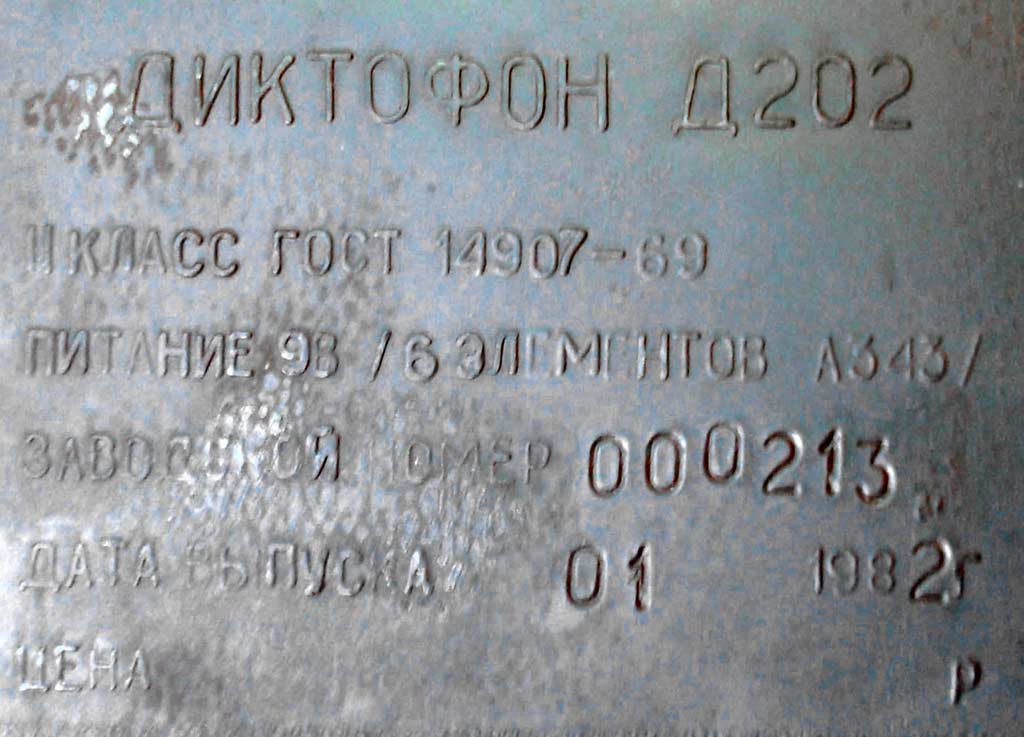 ДИКТОФОН Д202
II КЛАСС ГОСТ 14907-69
ПИТАНИЕ 9В /6 ЭЛЕМЕНТОВ А343/
ЗАВОДСКОЙ НОМЕР 000213
ДАТА ВЫПУСКА 01 1982г
ЦЕНА р